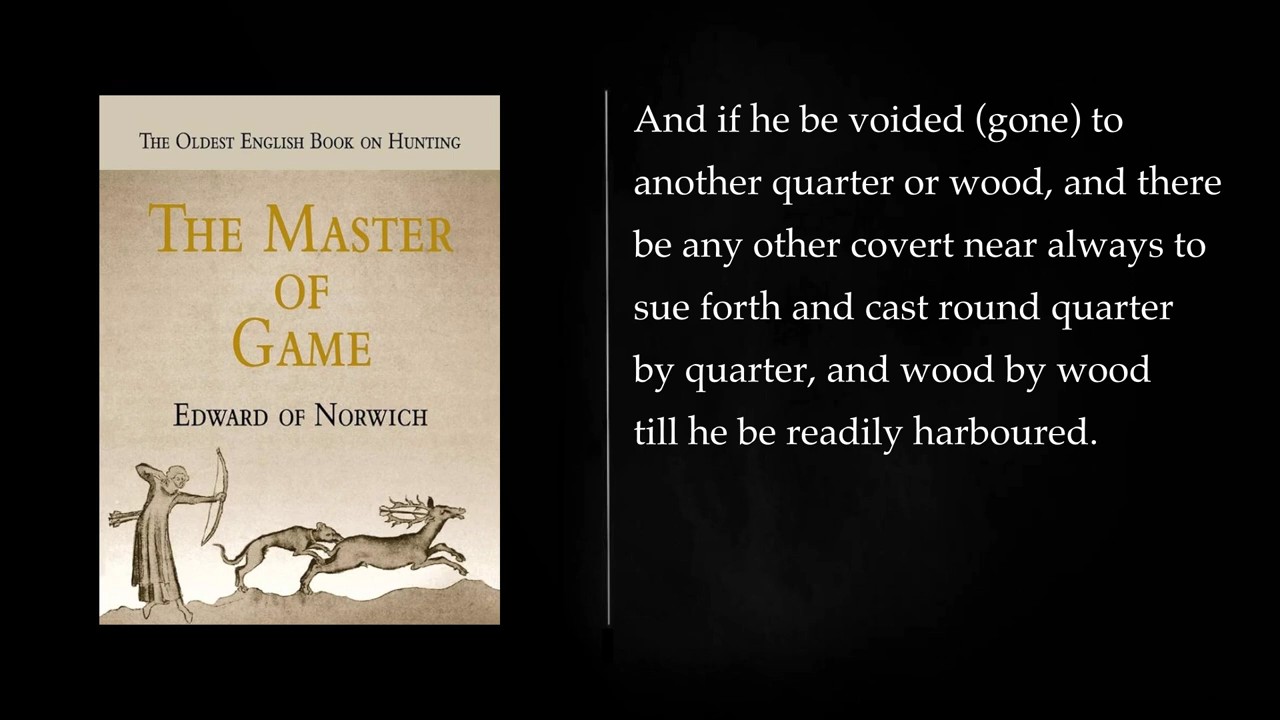 The Oldest English Book on Hunting
The Master
of
Game
Edward of Norwich
And if he be voided (gone) to
another quarter or wood, and there
be any other covert near always to
sue forth and cast round quarter
by quarter, and wood by wood
till he be readily harboured.